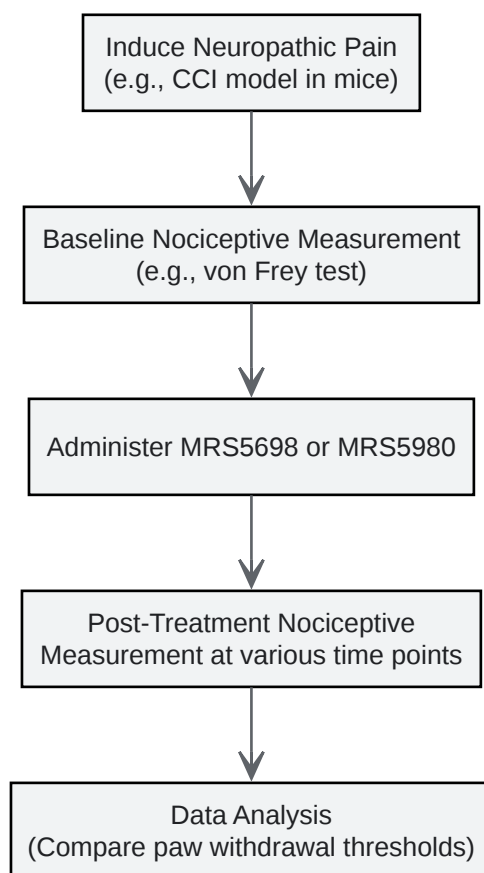 Induce Neuropathic Pain
(e.g., CCI model in mice)
Baseline Nociceptive Measurement
(e.g., von Frey test)
Administer MRS5698 or MRS5980
Post-Treatment Nociceptive
Measurement at various time points
Data Analysis
(Compare paw withdrawal thresholds)